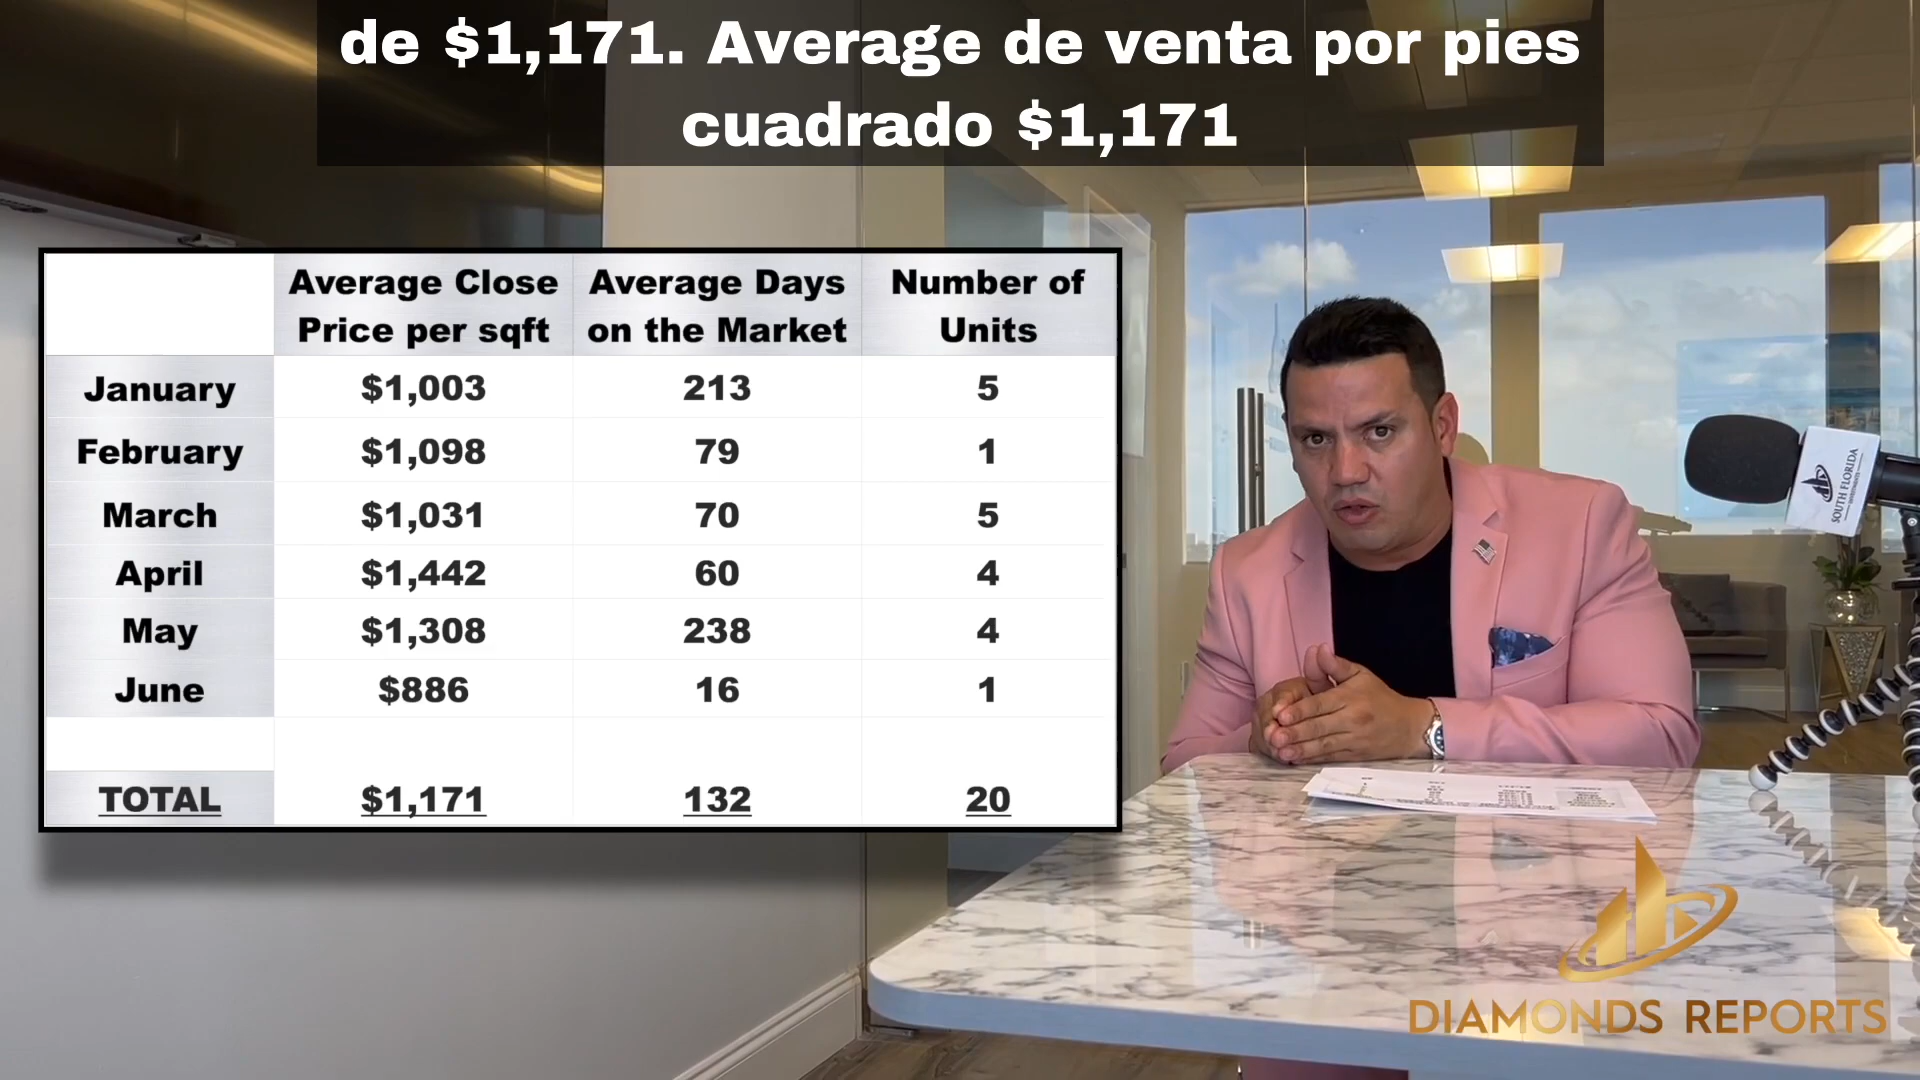 de $1,171. Average de venta por pies
cuadrado $1,171
Average Close Price per sqft Average Days on the Market Number of Units
January $1,003 213 5
February $1,098 79 1
March $1,031 70 5
April $1,442 60 4
May $1,308 238 4
June $886 16 1
TOTAL $1,171 132 20
SOUTH FLORIDA
DIAMONDS REPORTS